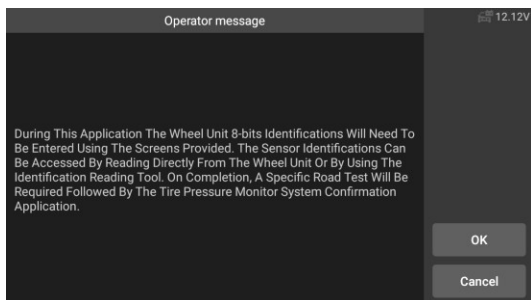 Operator message
12.12V
During This Application The Wheel Unit 8-bits Identifications Will Need To
Be Entered Using The Screens Provided. The Sensor Identifications Can
Be Accessed By Reading Directly From The Wheel Unit Or By Using The
Identification Reading Tool. On Completion, A Specific Road Test Will Be
Required Followed By The Tire Pressure Monitor System Confirmation
Application.
OK
Cancel